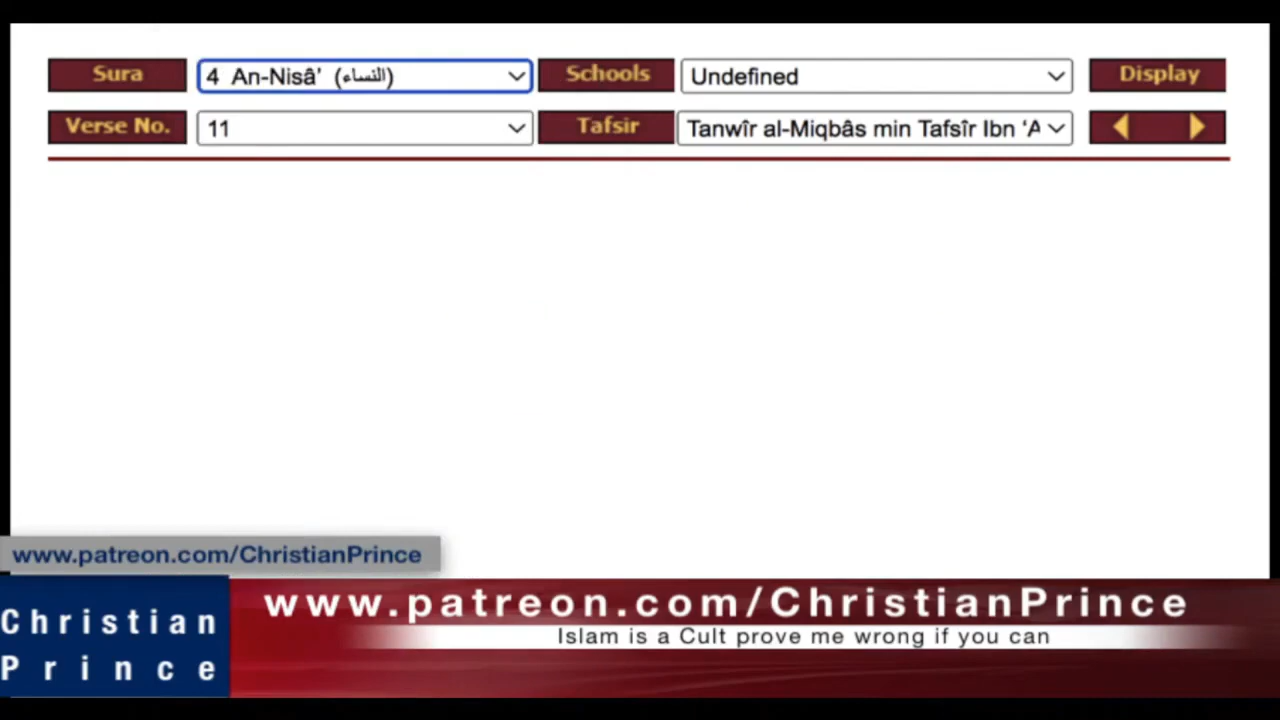 Sura 4 An-Nisâ’ (النساء) Schools Undefined Display
Verse No. 11 Tafsir Tanwîr al-Miqbâs min Tafsîr Ibn ‘A
www.patreon.com/ChristianPrince
www.patreon.com/ChristianPrince
Islam is a Cult prove me wrong if you can
Christian
Prince